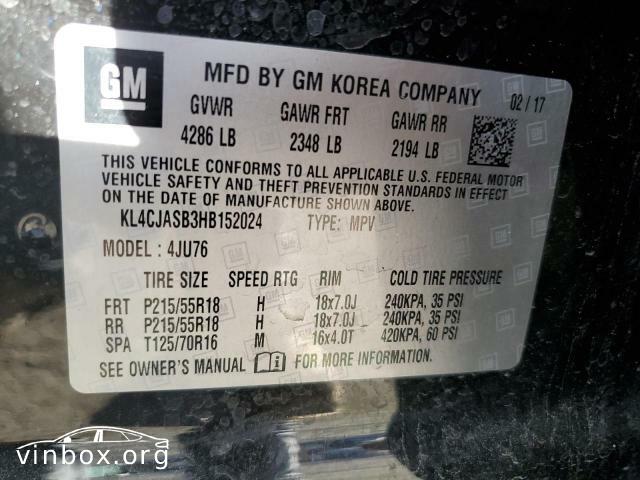 GM MFD BY GM KOREA COMPANY 02 / 17
GVWR GAWR FRT GAWR RR
4286 LB 2348 LB 2194 LB
THIS VEHICLE CONFORMS TO ALL APPLICABLE U.S. FEDERAL MOTOR
VEHICLE SAFETY AND THEFT PREVENTION STANDARDS IN EFFECT
ON THE DATE OF MANUFACTURE SHOWN ABOVE.
KL4CJASB3HB152024 TYPE: MPV
MODEL : 4JU76
TIRE SIZE SPEED RTG RIM COLD TIRE PRESSURE
FRT P215/55R18 H 18x7.0J 240KPA, 35 PSI
RR P215/55R18 H 18x7.0J 240KPA, 35 PSI
SPA T125/70R16 M 16x4.0T 420KPA, 60 PSI
SEE OWNER'S MANUAL FOR MORE INFORMATION
vinbox.org